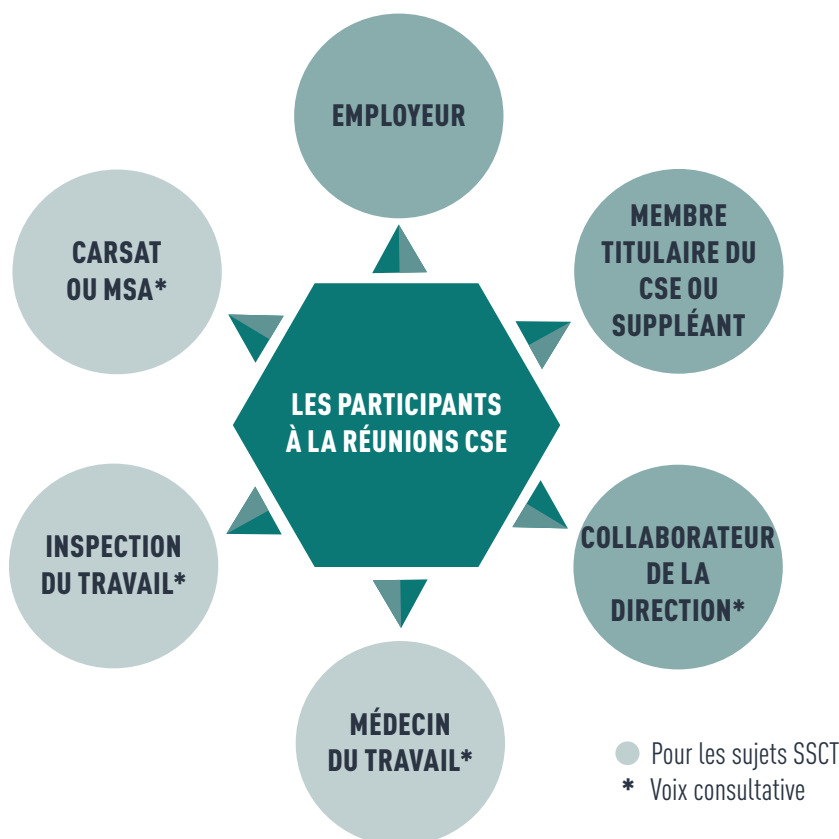 EMPLOYEUR
MEMBRE
TITULAIRE DU
CSE OU
SUPPLÉANT
CARSAT
OU MSA*
LES PARTICIPANTS
À LA RÉUNIONS CSE
INSPECTION
DU TRAVAIL*
COLLABORATEUR
DE LA
DIRECTION*
MÉDECIN
DU TRAVAIL*
Pour les sujets SSCT
* Voix consultative